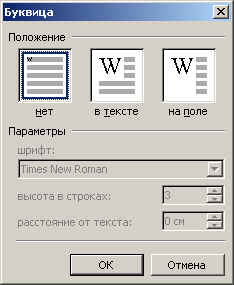 Буквица
Положение
W W W
нет в тексте на поле
Параметры
шрифт:
Times New Roman
высота в строках: 3
расстояние от текста: 0 см
ОК Отмена